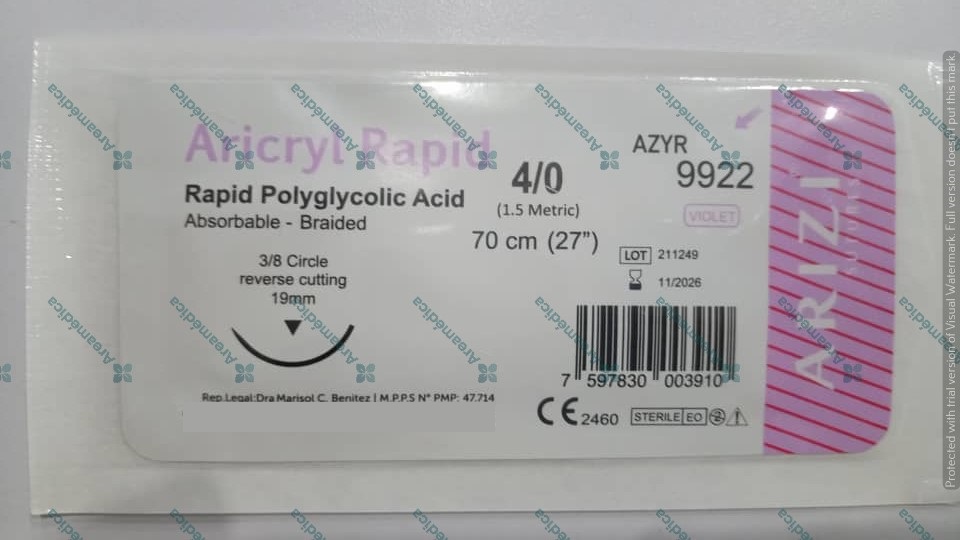 Aricryl Rapid
Rapid Polyglycolic Acid
Absorbable - Braided
3/8 Circle
reverse cutting
19mm
4/0
(1.5 Metric)
70 cm (27")
AZYR
9922
VIOLET
LOT 211249
11/2026
7 597830 003910
Rep.Legal:Dra Marisol C. Benitez | M.P.P.S N° PMP: 47.714
CE 2460
STERILE EO
ARIZI
SUTURES
Areamédica
Protected with trial version of Visual Watermark. Full version doesn't put this mark.